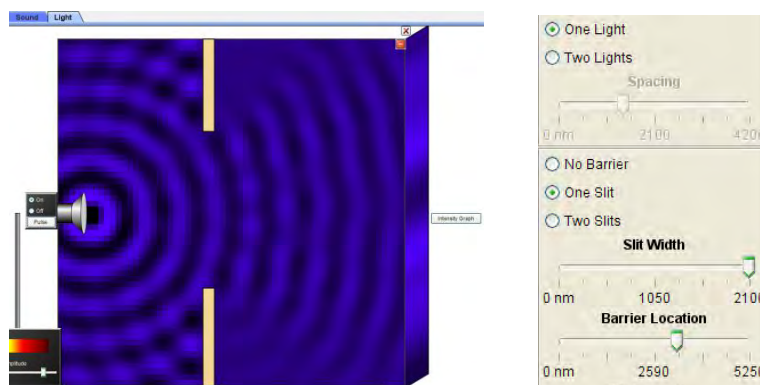 Sound Light
On
Off
Pulse
Intensity Graph
mplitude
One Light
Two Lights
Spacing
0 nm 2100 420
No Barrier
One Slit
Two Slits
Slit Width
0 nm 1050 210
Barrier Location
0 nm 2590 525